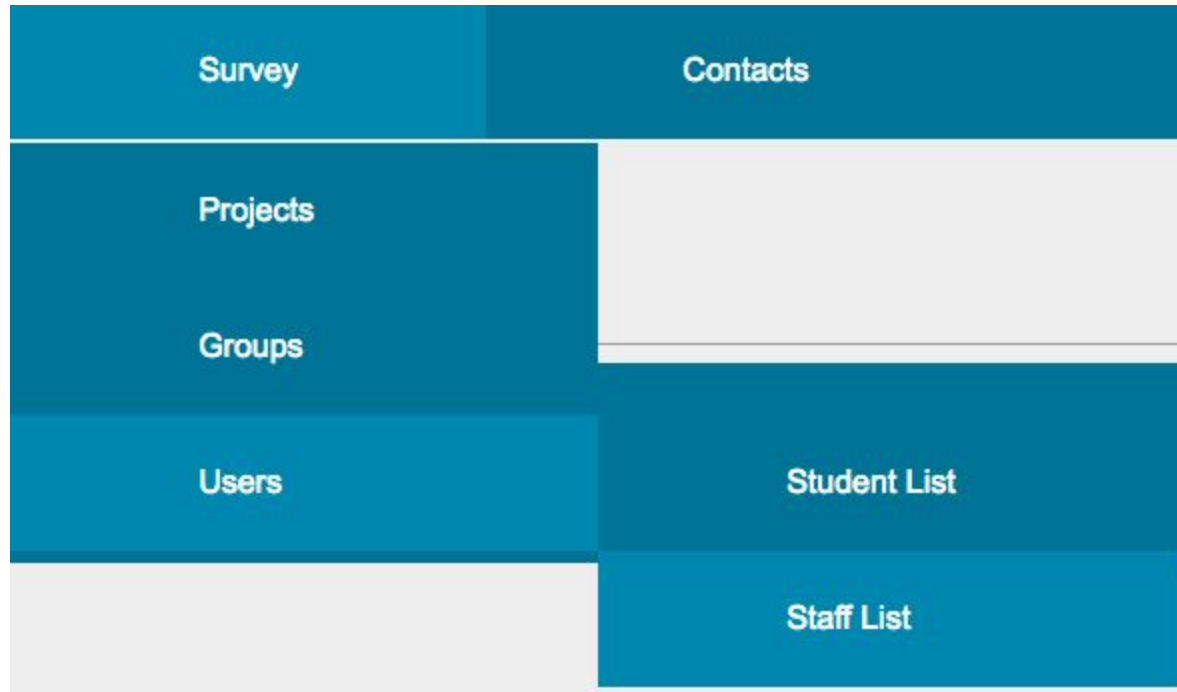 Survey
Contacts
Projects
Groups
Users
Student List
Staff List